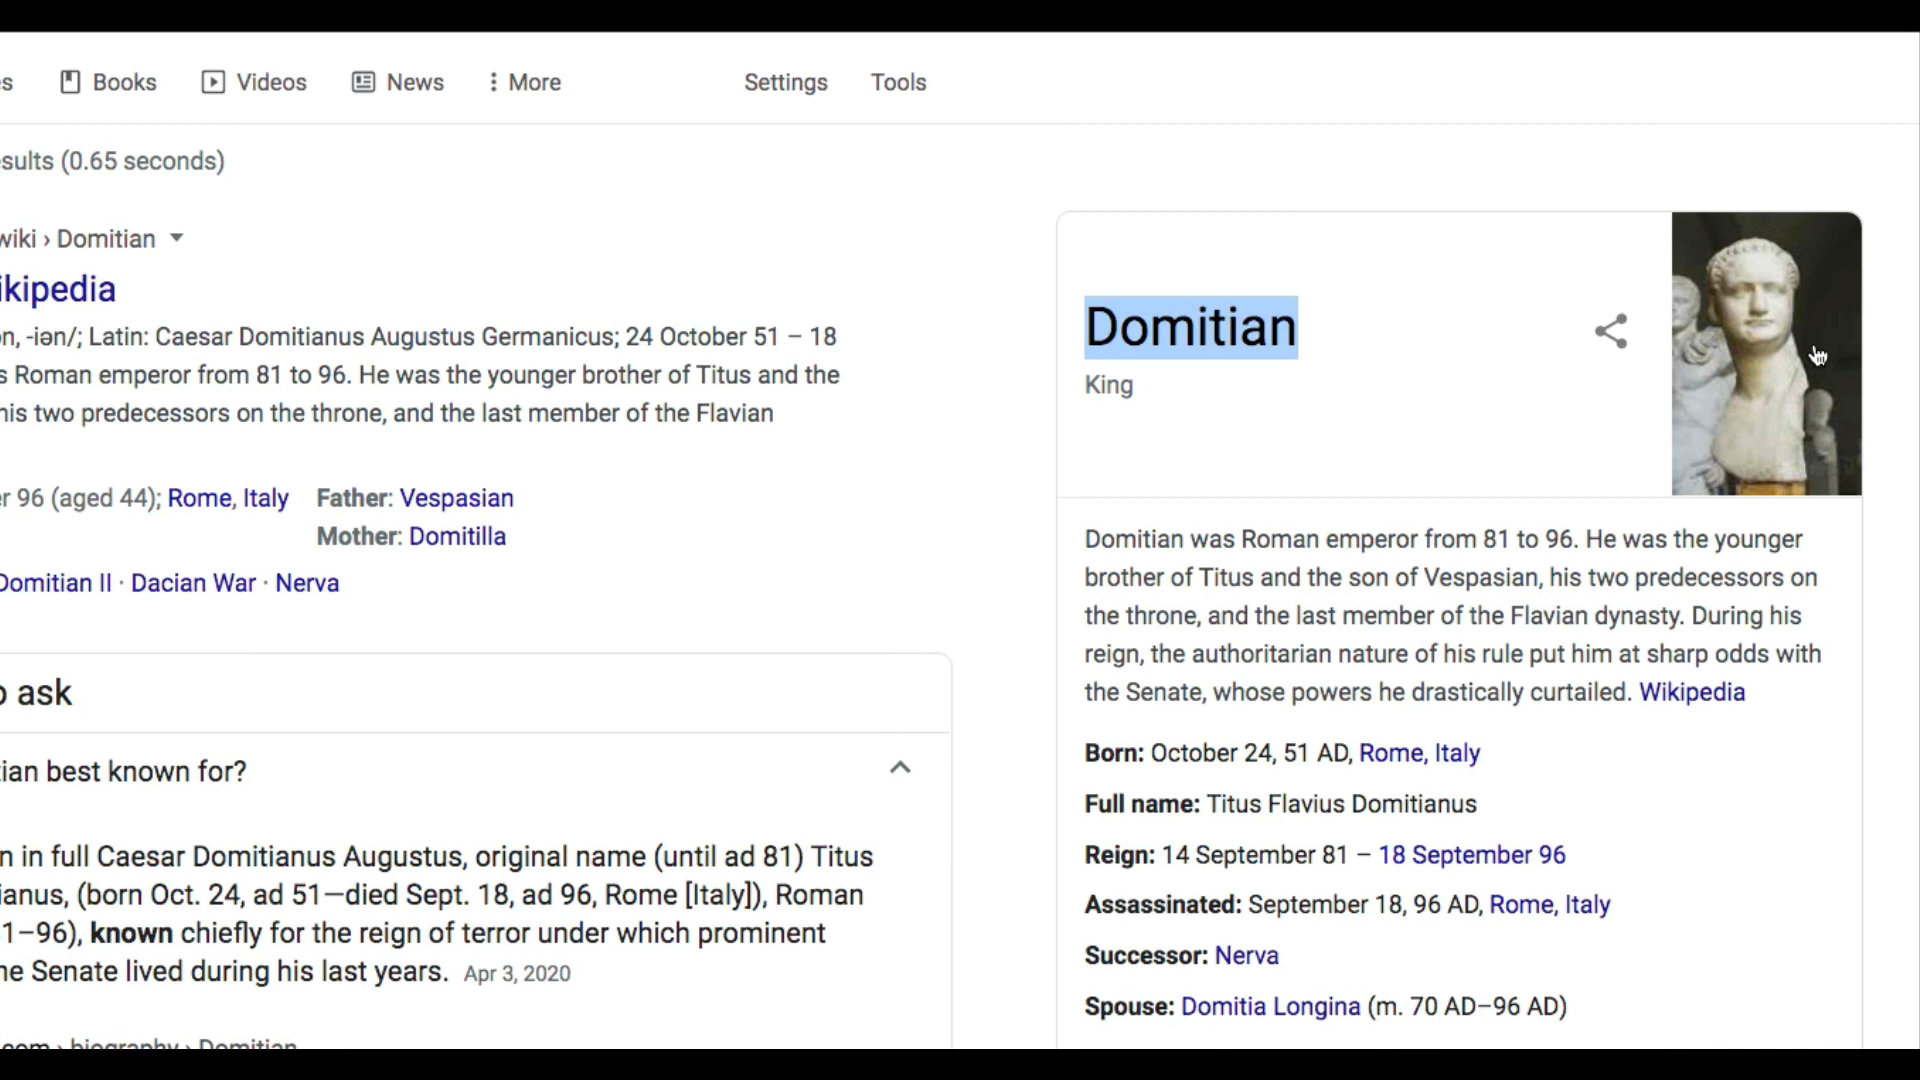 s Books Videos News More Settings Tools
sults (0.65 seconds)
wiki › Domitian
ikipedia
n, -iən/; Latin: Caesar Domitianus Augustus Germanicus; 24 October 51 – 18
s Roman emperor from 81 to 96. He was the younger brother of Titus and the
his two predecessors on the throne, and the last member of the Flavian
r 96 (aged 44); Rome, Italy Father: Vespasian
Mother: Domitilla
Domitian II · Dacian War · Nerva
o ask
ian best known for?
n in full Caesar Domitianus Augustus, original name (until ad 81) Titus
ianus, (born Oct. 24, ad 51—died Sept. 18, ad 96, Rome [Italy]), Roman
1–96), known chiefly for the reign of terror under which prominent
he Senate lived during his last years. Apr 3, 2020
com › biography › Domitian
Domitian
King
Domitian was Roman emperor from 81 to 96. He was the younger
brother of Titus and the son of Vespasian, his two predecessors on
the throne, and the last member of the Flavian dynasty. During his
reign, the authoritarian nature of his rule put him at sharp odds with
the Senate, whose powers he drastically curtailed. Wikipedia
Born: October 24, 51 AD, Rome, Italy
Full name: Titus Flavius Domitianus
Reign: 14 September 81 – 18 September 96
Assassinated: September 18, 96 AD, Rome, Italy
Successor: Nerva
Spouse: Domitia Longina (m. 70 AD–96 AD)